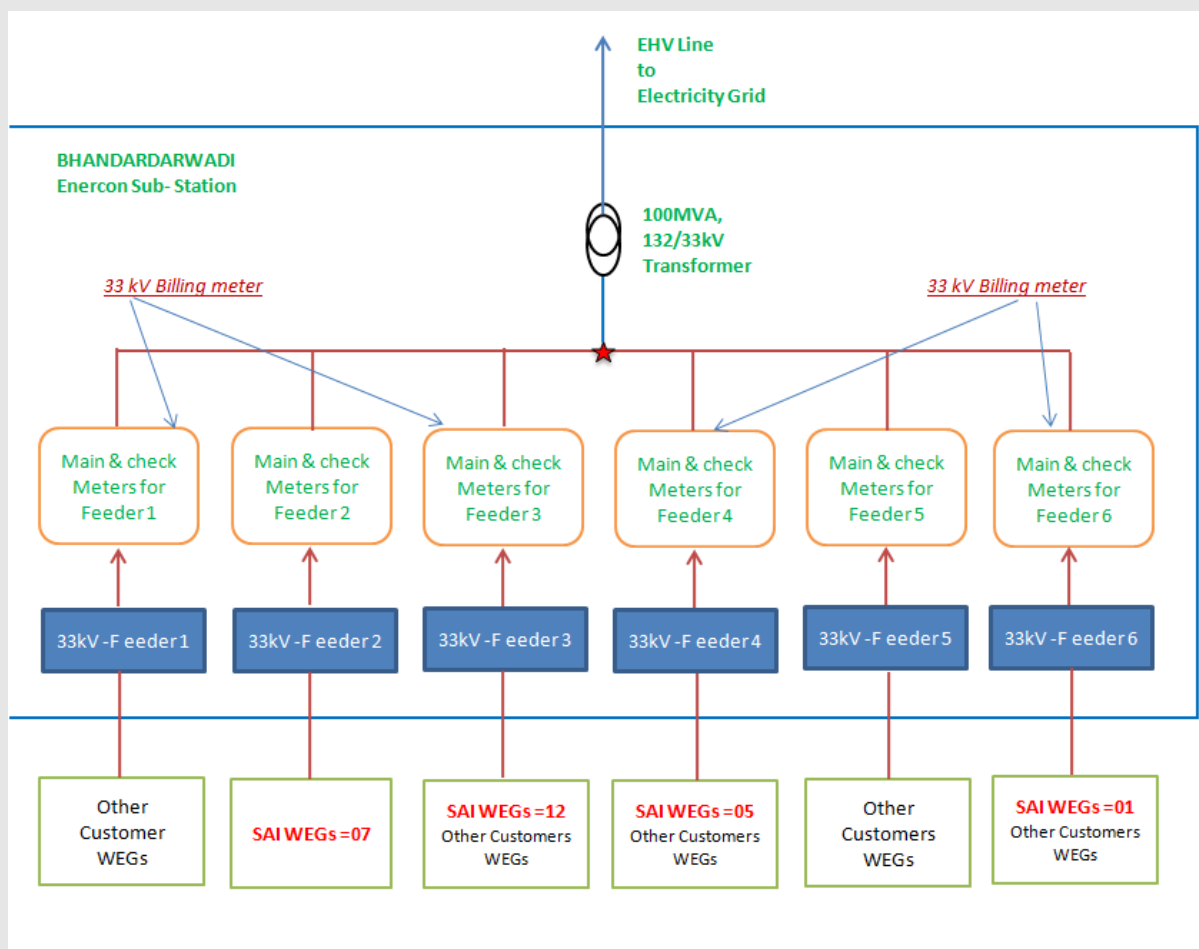 EHV Line
to
Electricity Grid
BHANDARDARWADI
Enercon Sub- Station
100MVA,
132/33kV
Transformer
33 kV Billing meter
33 kV Billing meter
Main & check
Meters for
Feeder 1
Main & check
Meters for
Feeder 2
Main & check
Meters for
Feeder 3
Main & check
Meters for
Feeder 4
Main & check
Meters for
Feeder 5
Main & check
Meters for
Feeder 6
33kV -F eeder 1
33kV -F eeder 2
33kV -F eeder 3
33kV -F eeder 4
33kV -F eeder 5
33kV -F eeder 6
Other
Customer
WEGs
SAI WEGs =07
SAI WEGs =12
Other Customers
WEGs
SAI WEGs =05
Other Customers
WEGs
Other
Customers
WEGs
SAI WEGs =01
Other Customers
WEGs